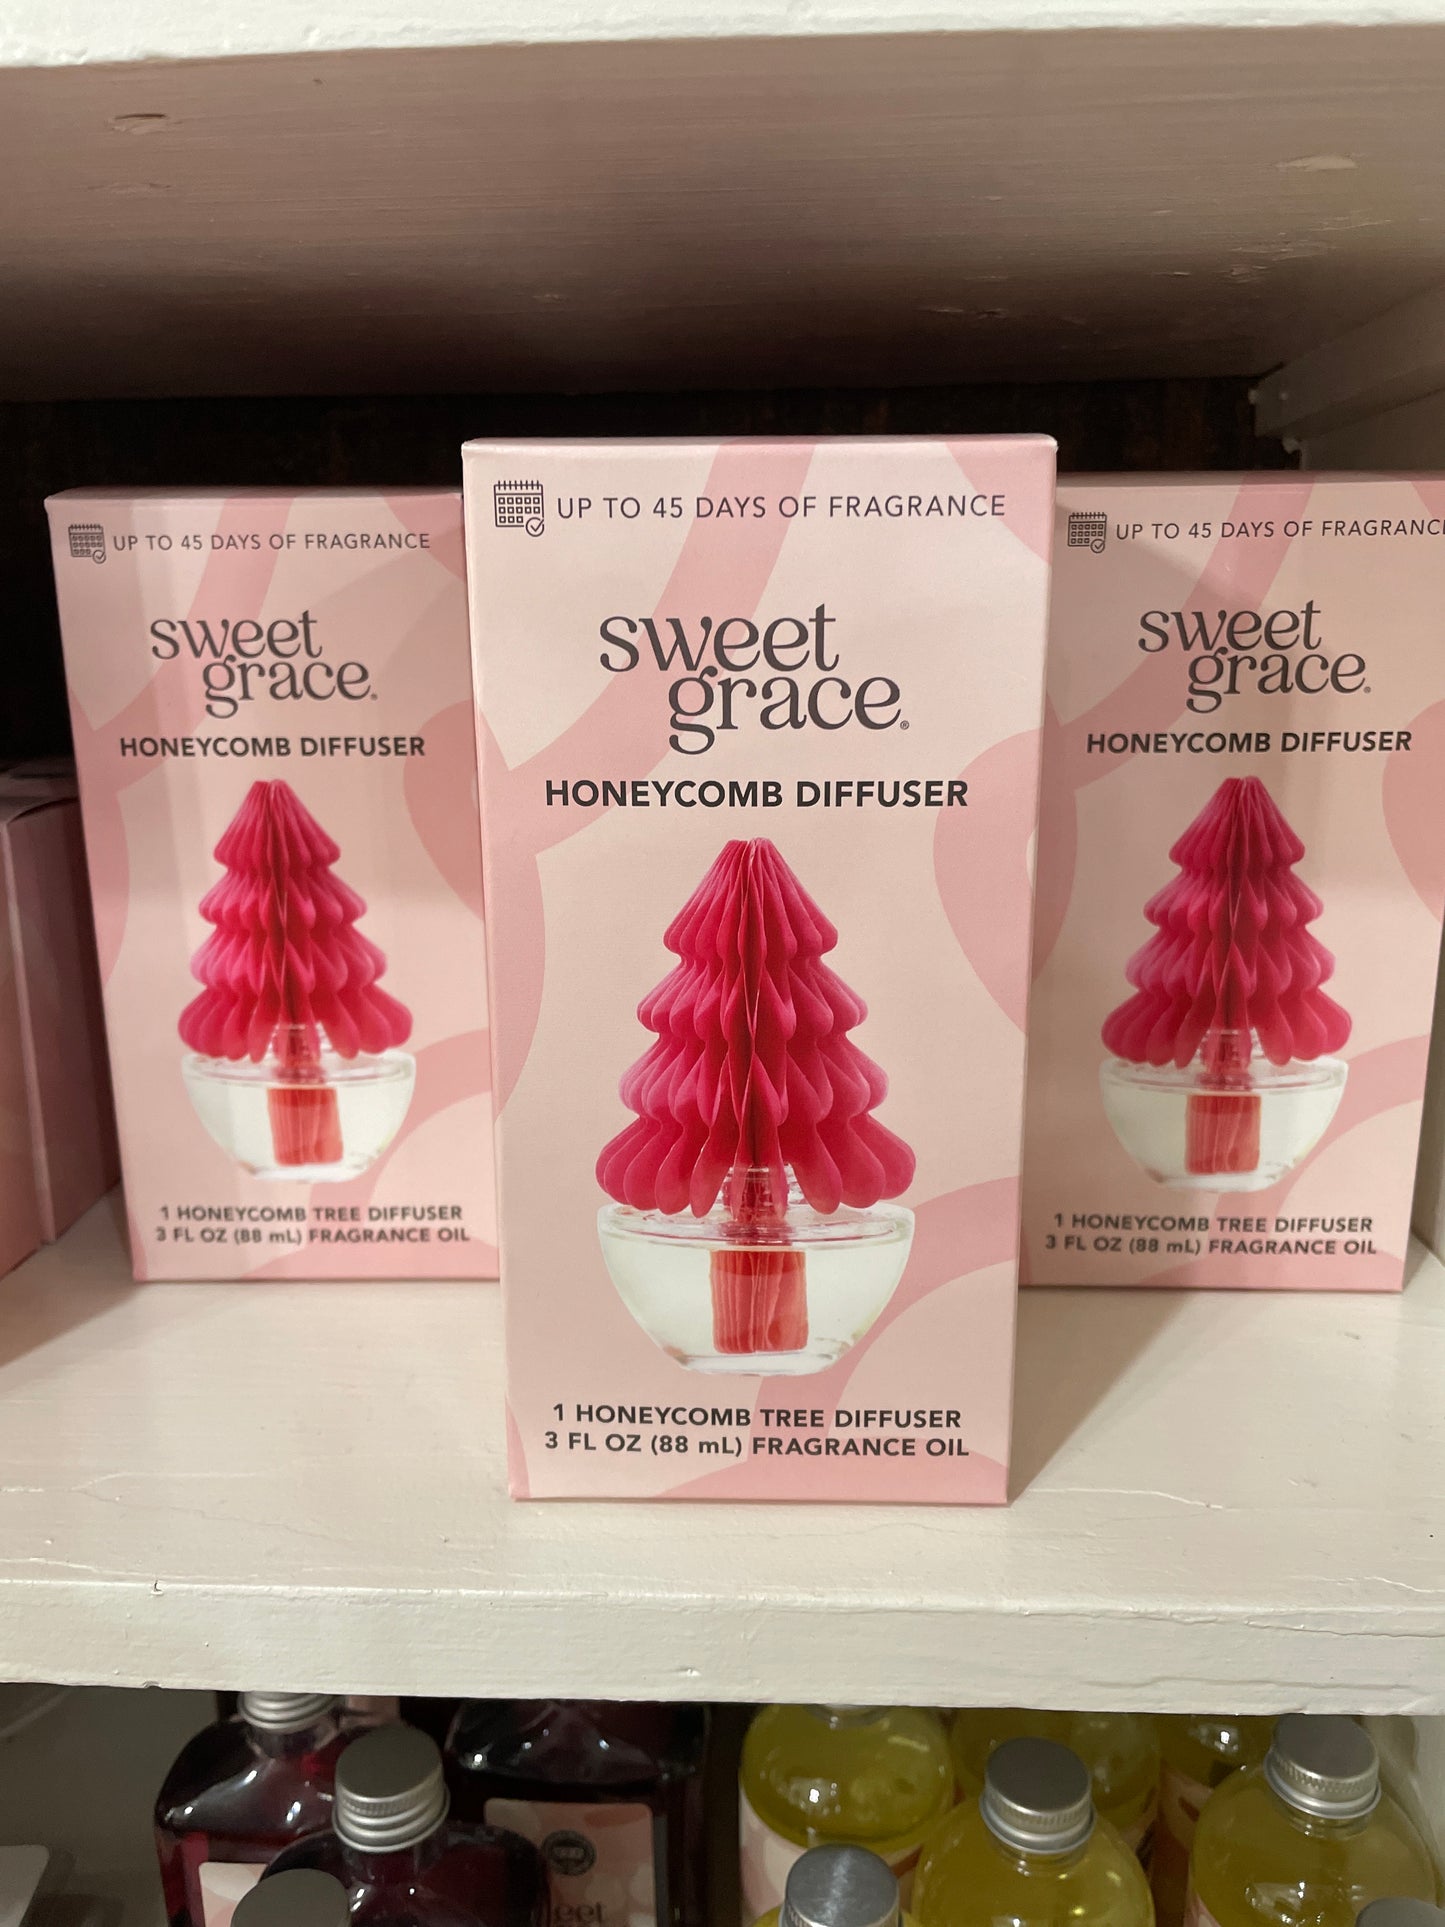 UP TO 45 DAYS OF FRAGRANCE
sweet
grace®
HONEYCOMB DIFFUSER
1 HONEYCOMB TREE DIFFUSER
3 FL OZ (88 mL) FRAGRANCE OIL
UP TO 45 DAYS OF FRAGRANCE
sweet
grace®
HONEYCOMB DIFFUSER
1 HONEYCOMB TREE DIFFUSER
3 FL OZ (88 mL) FRAGRANCE OIL
UP TO 45 DAYS OF FRAGRANC
sweet
grace®
HONEYCOMB DIFFUSER
1 HONEYCOMB TREE DIFFUSER
3 FL OZ (88 mL) FRAGRANCE OIL